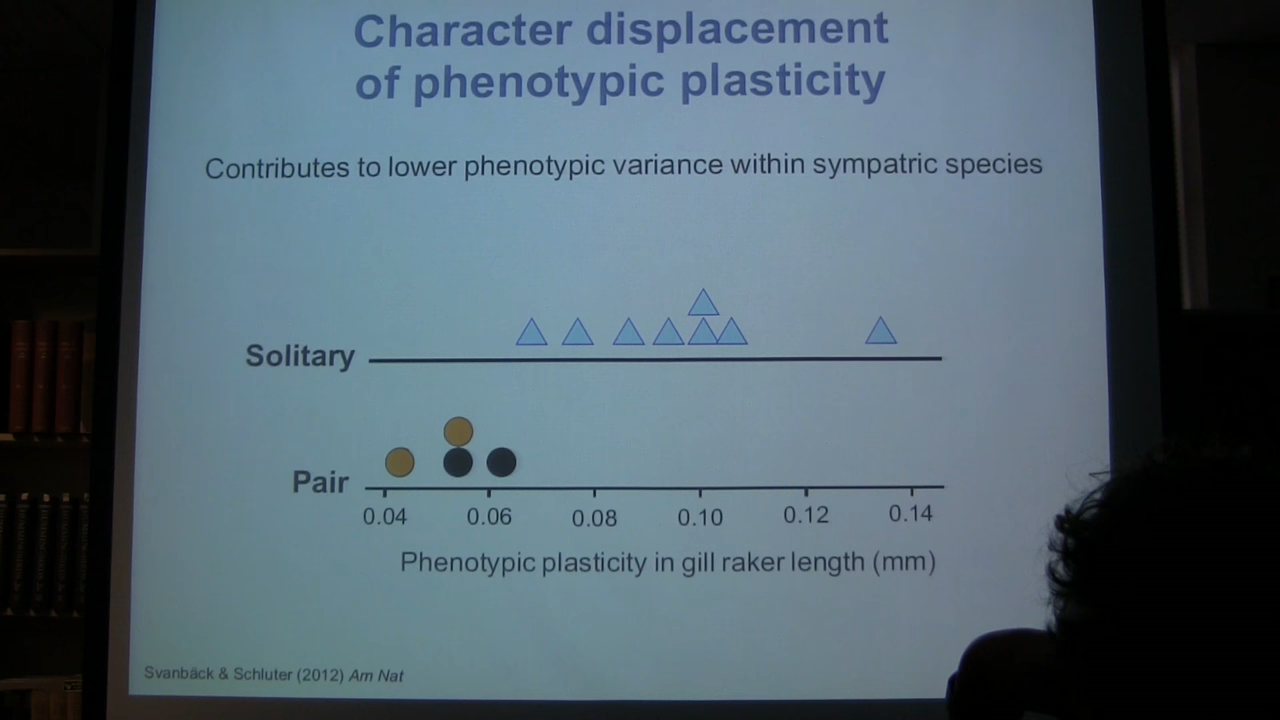 Character displacement
of phenotypic plasticity
Contributes to lower phenotypic variance within sympatric species
Solitary
Pair
0.04 0.06 0.08 0.10 0.12 0.14
Phenotypic plasticity in gill raker length (mm)
Svanbäck & Schluter (2012) Am Nat